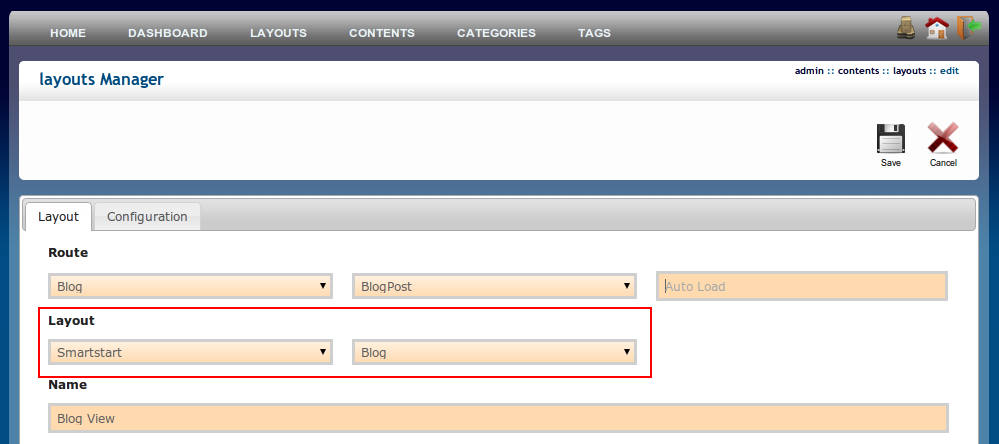 HOME DASHBOARD LAYOUTS CONTENTS CATEGORIES TAGS
layouts Manager
admin :: contents :: layouts :: edit
Save Cancel
Layout Configuration
Route
Blog BlogPost Auto Load
Layout
Smartstart Blog
Name
Blog View